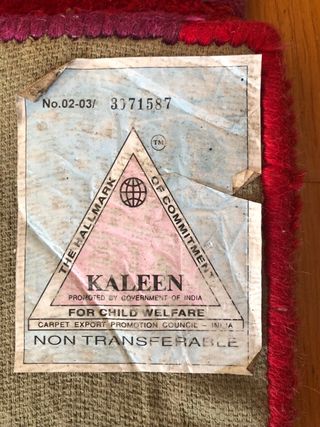 No.02-03/ 3071587
TM
THE HALLMARK OF COMMITMENT
KALEEN
PROMOTED BY GOVERNMENT OF INDIA
FOR CHILD WELFARE
CARPET EXPORT PROMOTION COUNCIL - INDIA
NON TRANSFERABLE